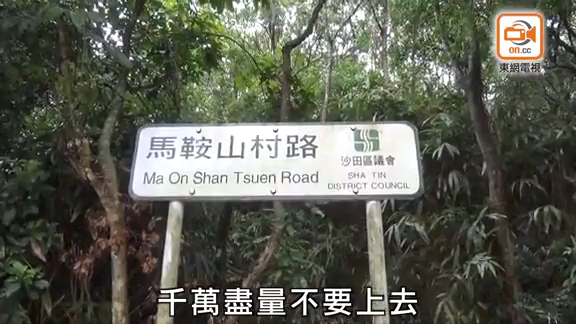 on.cc
東網電視
馬鞍山村路
Ma On Shan Tsuen Road
沙田區議會
SHA TIN
DISTRICT COUNCIL
千萬盡量不要上去